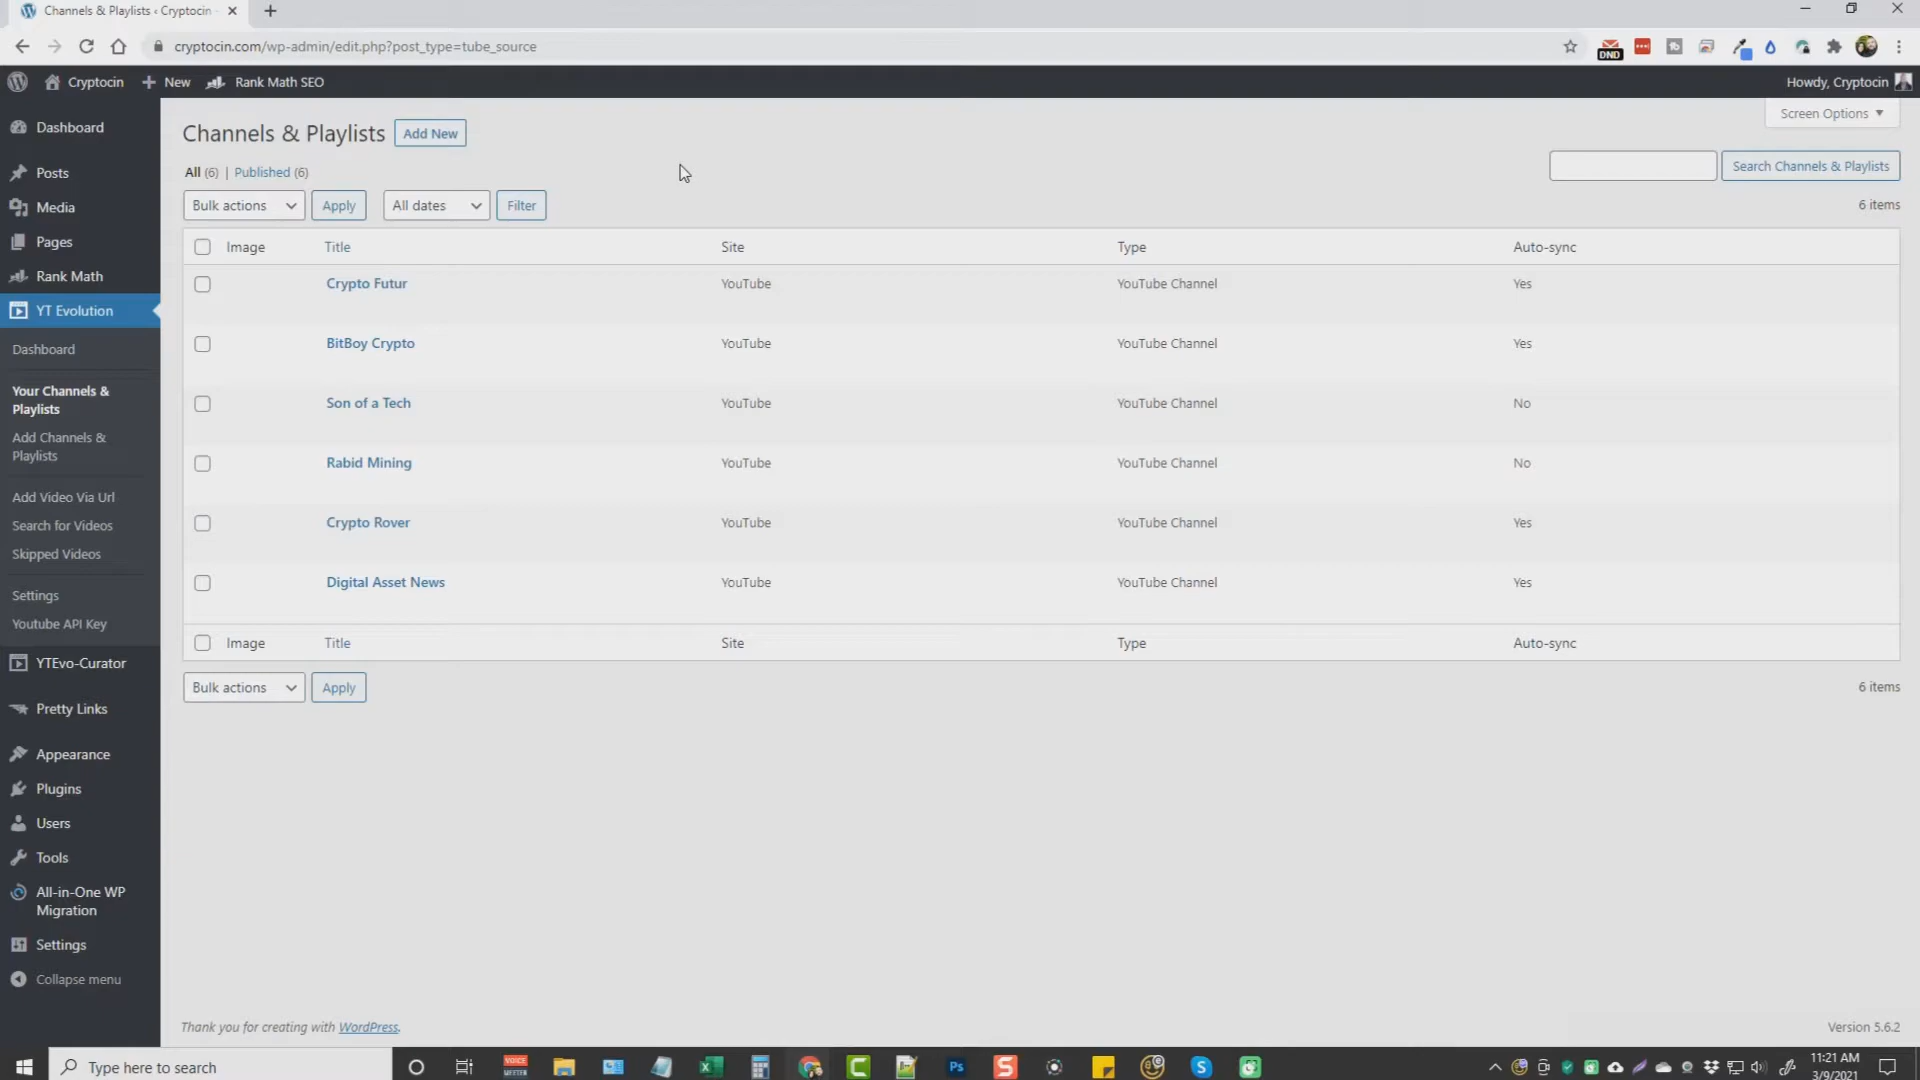 Channels & Playlists ‹ Cryptocin
cryptocin.com/wp-admin/edit.php?post_type=tube_source
DND
Cryptocin
New
Rank Math SEO
Howdy, Cryptocin
Dashboard
Posts
Media
Pages
Rank Math
YT Evolution
Dashboard
Your Channels &
Playlists
Add Channels &
Playlists
Add Video Via Url
Search for Videos
Skipped Videos
Settings
Youtube API Key
YTEvo-Curator
Pretty Links
Appearance
Plugins
Users
Tools
All-in-One WP
Migration
Settings
Collapse menu
Screen Options
Channels & Playlists Add New
All (6) | Published (6)
Search Channels & Playlists
Bulk actions Apply All dates Filter
6 items
Image Title Site Type Auto-sync
Crypto Futur YouTube YouTube Channel Yes
BitBoy Crypto YouTube YouTube Channel Yes
Son of a Tech YouTube YouTube Channel No
Rabid Mining YouTube YouTube Channel No
Crypto Rover YouTube YouTube Channel Yes
Digital Asset News YouTube YouTube Channel Yes
Image Title Site Type Auto-sync
Bulk actions Apply
6 items
Thank you for creating with WordPress.
Version 5.6.2
Type here to search
VOICE
MEETER
Ps
11:21 AM
3/9/2021